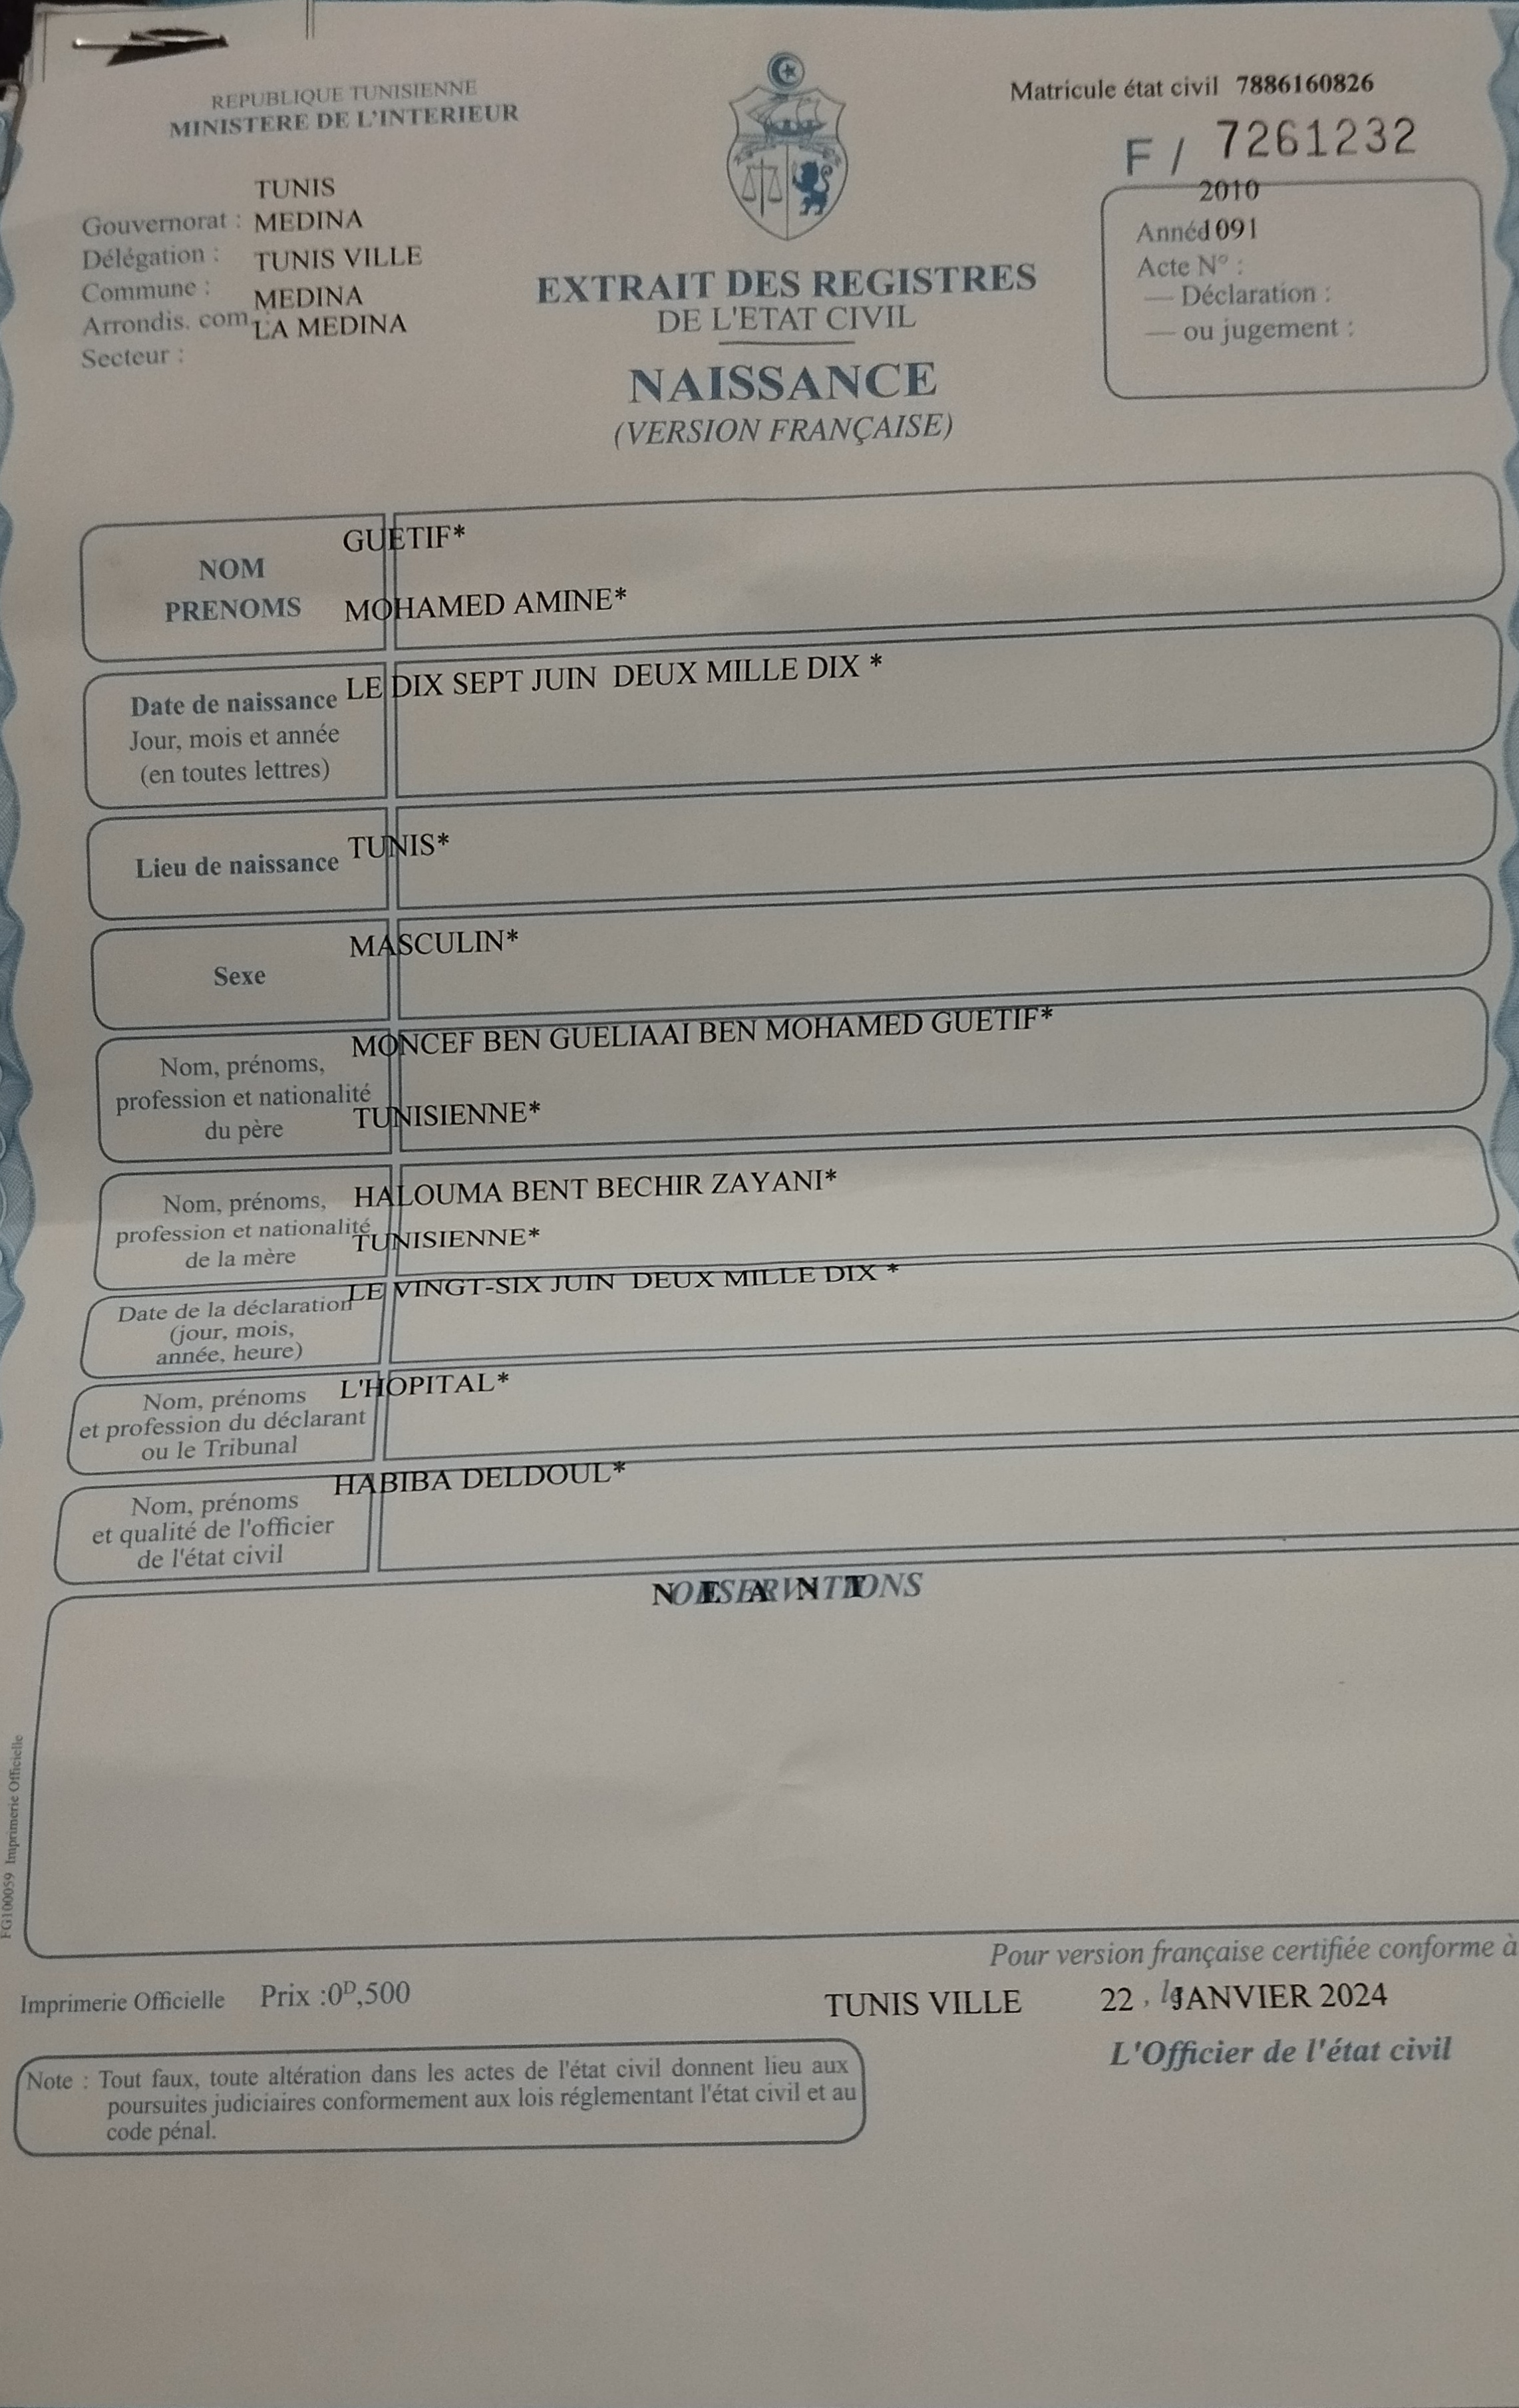 REPUBLIQUE TUNISIENNE
MINISTERE DE L'INTERIEUR
Matricule état civil 7886160826
F / 7261232
TUNIS
Gouvernorat : MEDINA
Délégation : TUNIS VILLE
Commune : MEDINA
Arrondis. com. : LA MEDINA
Secteur :
EXTRAIT DES REGISTRES
DE L'ETAT CIVIL
NAISSANCE
(VERSION FRANÇAISE)
2010
Année 1091
Acte N° :
— Déclaration :
— ou jugement :
NOM GUETIF*
PRENOMS MOHAMED AMINE*
Date de naissance LE DIX SEPT JUIN DEUX MILLE DIX *
Jour, mois et année
(en toutes lettres)
Lieu de naissance TUNIS*
Sexe MASCULIN*
MONCEF BEN GUELIAAI BEN MOHAMED GUETIF*
Nom, prénoms,
profession et nationalité
du père TUNISIENNE*
Nom, prénoms, HALOUMA BENT BECHIR ZAYANI*
profession et nationalité TUNISIENNE*
de la mère
LE VINGT-SIX JUIN DEUX MILLE DIX *
Date de la déclaration
(jour, mois,
année, heure)
Nom, prénoms L'HOPITAL*
et profession du déclarant
ou le Tribunal
HABIBA DELDOUL*
Nom, prénoms
et qualité de l'officier
de l'état civil
OBSERVATIONS
N E A N T
FG100059 Imprimerie Officielle
Pour version française certifiée conforme à
Imprimerie Officielle Prix :0D,500
TUNIS VILLE 22 , le JANVIER 2024
L'Officier de l'état civil
Note : Tout faux, toute altération dans les actes de l'état civil donnent lieu aux
poursuites judiciaires conformement aux lois réglementant l'état civil et au
code pénal.